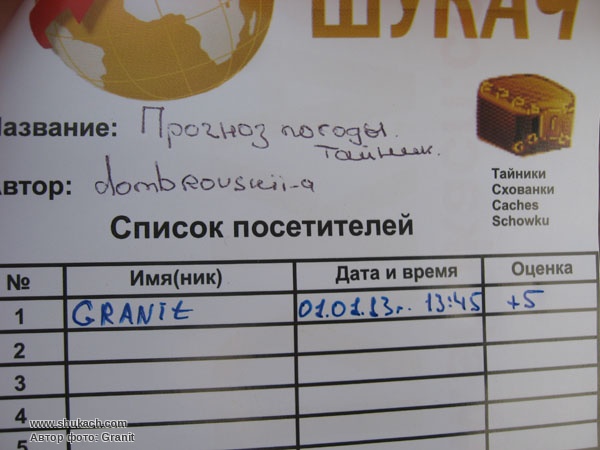 ШУКАЧ
Название: Прогноз погоды.
Тайник.
Автор: dombrovskii-a
Тайники
Схованки
Caches
Schowku
Список посетителей
№ Имя(ник) Дата и время Оценка
1 GRANIt 01.01.13г. 13:45 +5
2
3
4
5
www.shukach.com
Автор фото: Granit